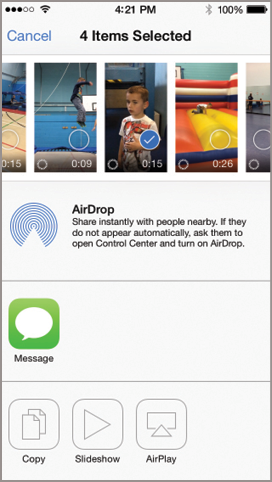 4:21 PM 100%
Cancel 4 Items Selected
0:15 0:09 0:15 0:26
AirDrop
Share instantly with people nearby. If they
do not appear automatically, ask them to
open Control Center and turn on AirDrop.
Message
Copy Slideshow AirPlay